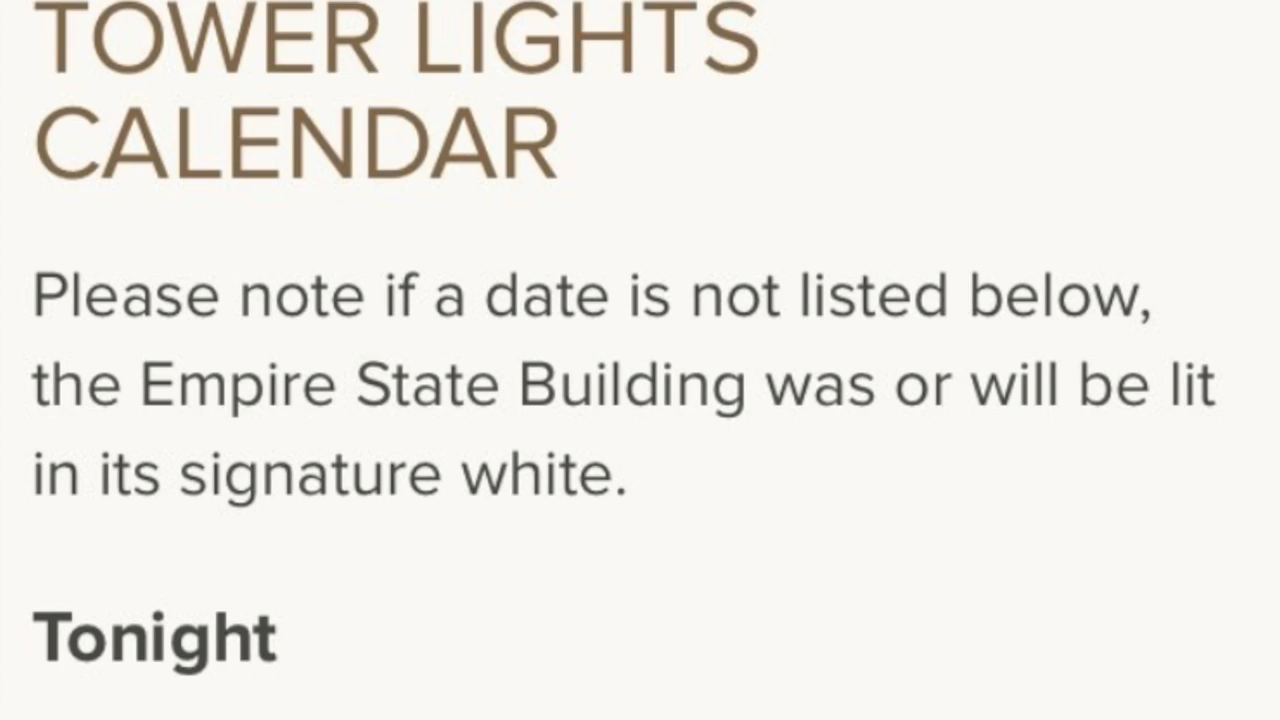 TOWER LIGHTS
CALENDAR
Please note if a date is not listed below,
the Empire State Building was or will be lit
in its signature white.
Tonight